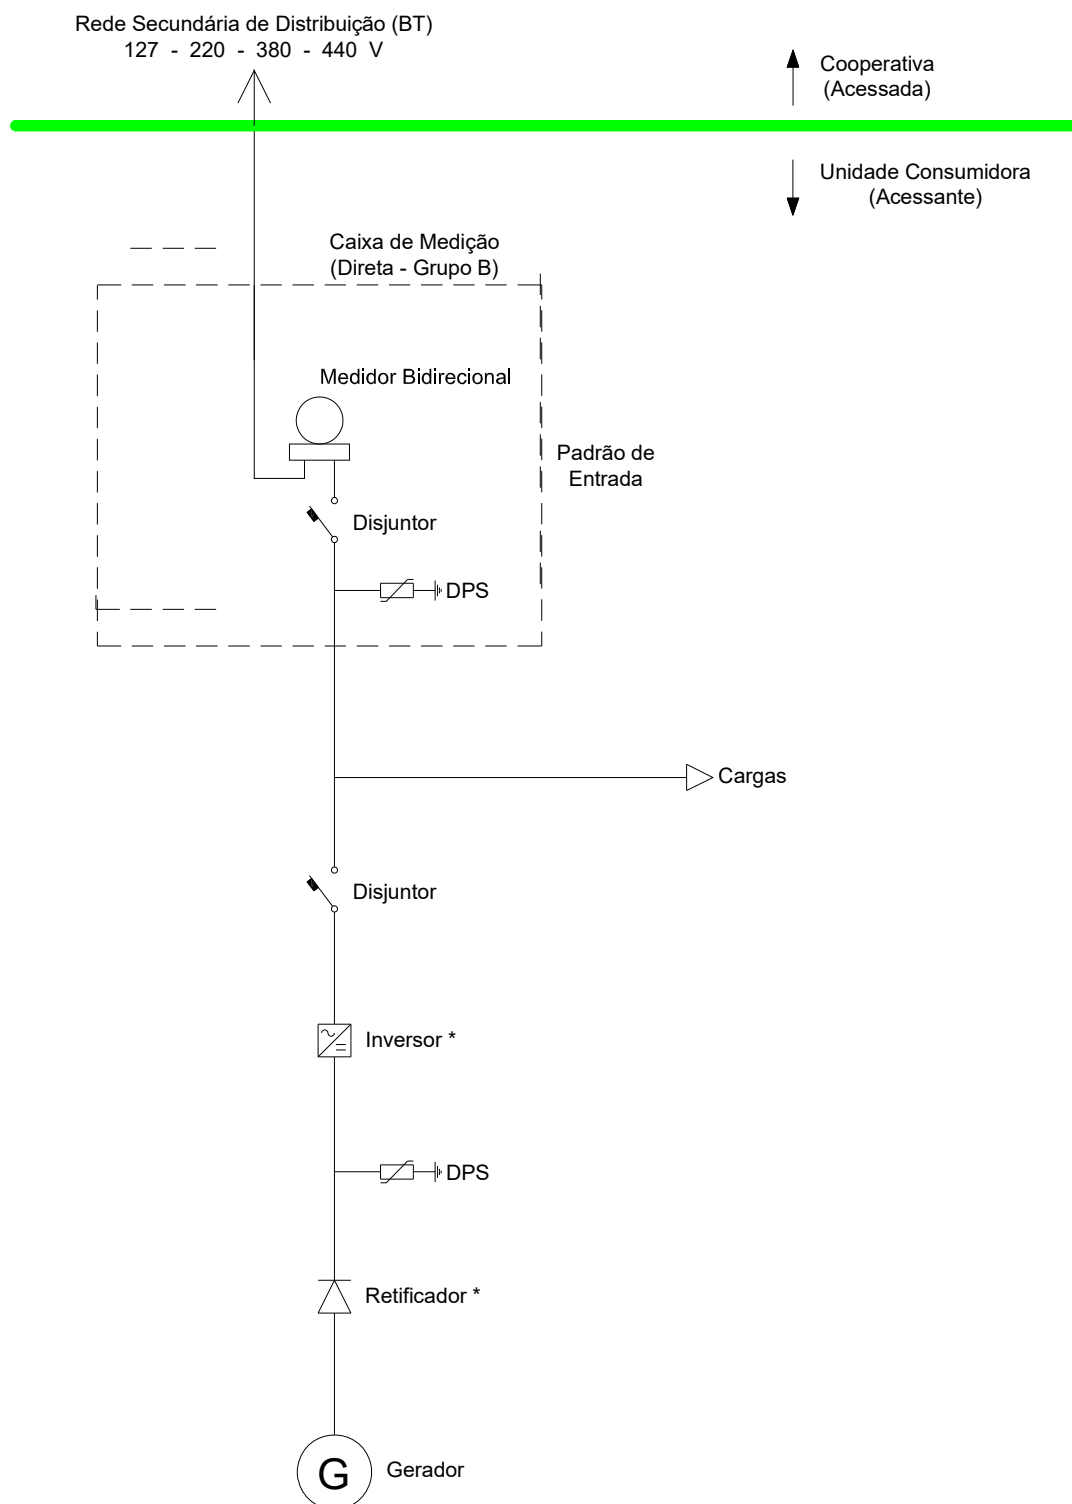 Rede Secundária de Distribuição (BT)
127 - 220 - 380 - 440 V
Cooperativa
(Acessada)
Unidade Consumidora
(Acessante)
Caixa de Medição
(Direta - Grupo B)
Medidor Bidirecional
Padrão de
Entrada
Disjuntor
DPS
Cargas
Disjuntor
Inversor *
DPS
Retificador *
G
Gerador